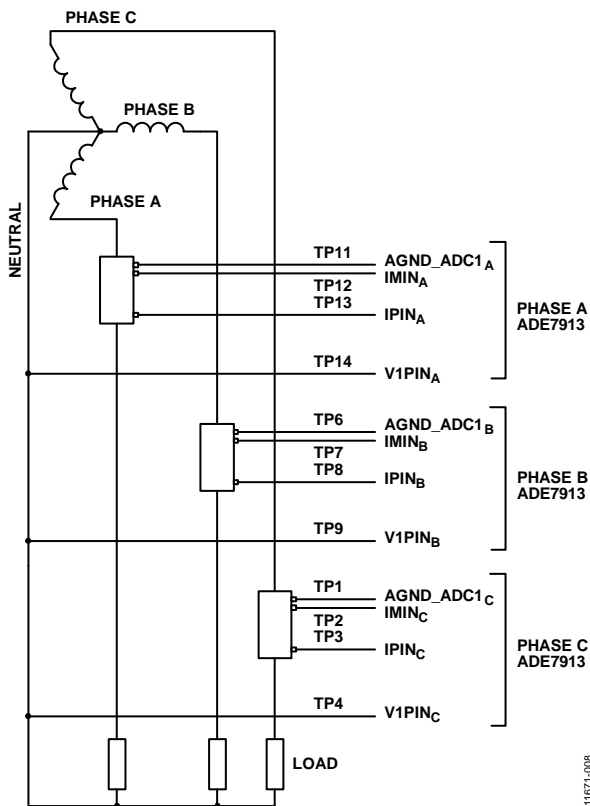 PHASE C
PHASE B
PHASE A
NEUTRAL
TP11
AGND_ADC1A
IMINA
TP12
TP13
IPINA
PHASE A
ADE7913
TP14
V1PINA
TP6
AGND_ADC1B
IMINB
TP7
TP8
IPINB
PHASE B
ADE7913
TP9
V1PINB
TP1
AGND_ADC1C
IMINC
TP2
TP3
IPINC
PHASE C
ADE7913
TP4
V1PINC
LOAD
11671-008